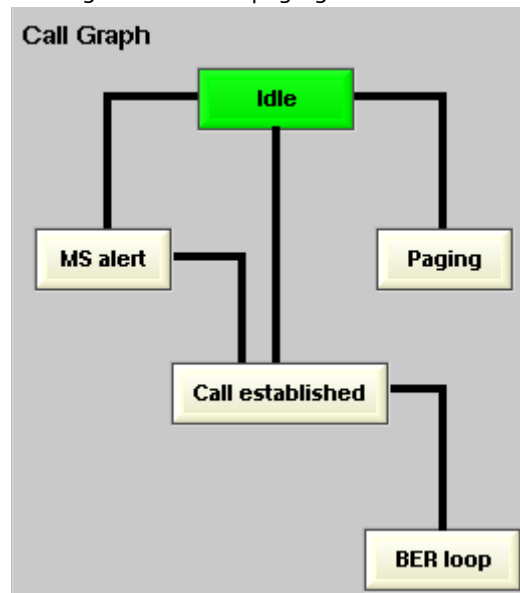 Call Graph
Idle
MS alert
Paging
Call established
BER loop